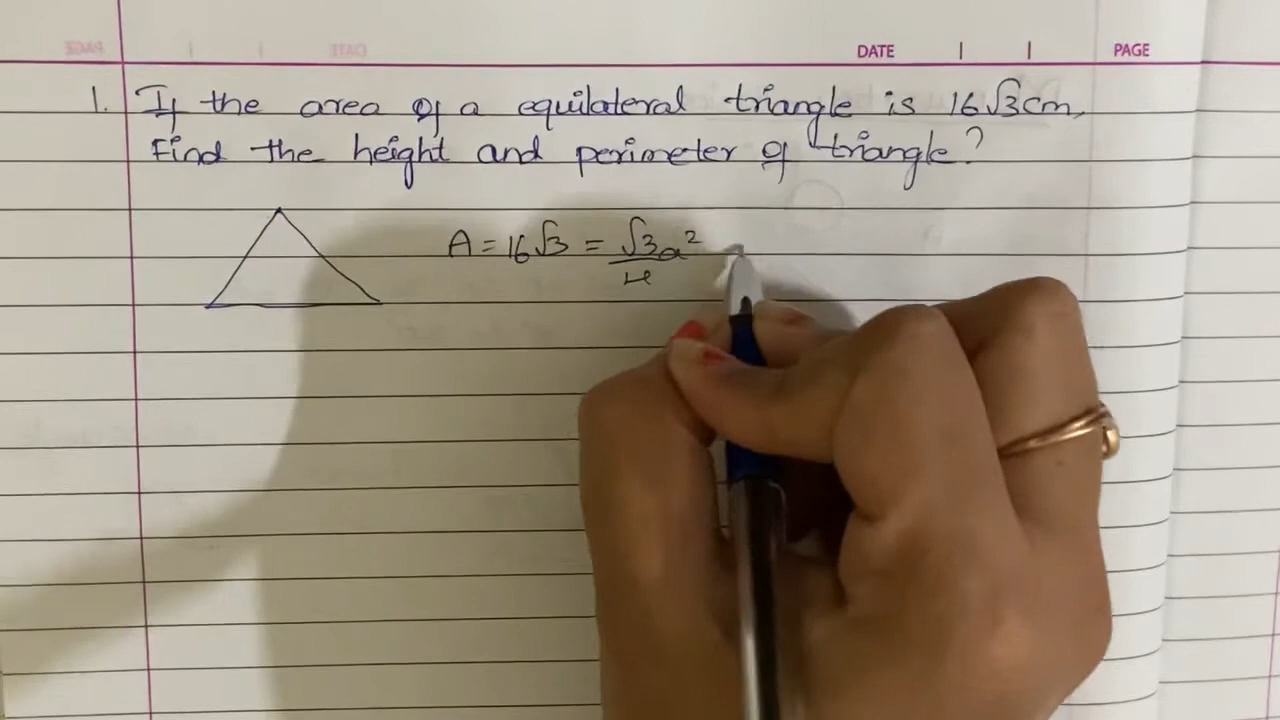 DATE PAGE
1. If the area of a equilateral triangle is 16√3cm,
Find the height and perimeter of triangle?
A = 16√3 = √3a²
4